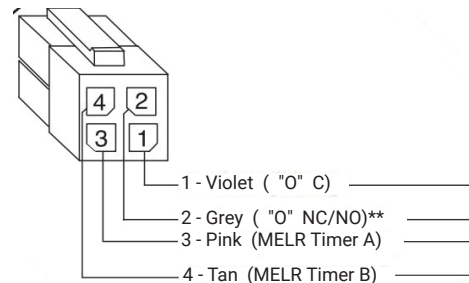 4 2
3 1
1 - Violet ( "O" C)
2 - Grey ( "O" NC/NO)**
3 - Pink (MELR Timer A)
4 - Tan (MELR Timer B)